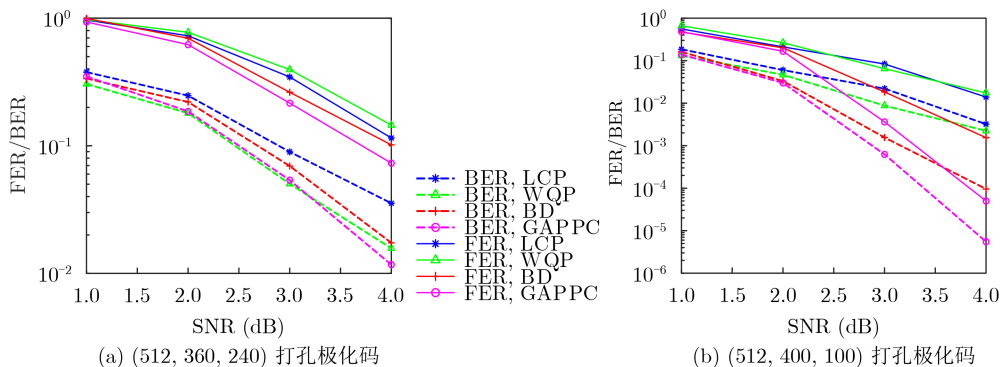 10^0
10^-1
10^-2
FER/BER
1.0 1.5 2.0 2.5 3.0 3.5 4.0
SNR (dB)
(a) (512, 360, 240) 打孔极化码
BER, LCP
BER, WQP
BER, BD
BER, GAPPC
FER, LCP
FER, WQP
FER, BD
FER, GAPPC
10^0
10^-1
10^-2
10^-3
10^-4
10^-5
10^-6
FER/BER
1.0 1.5 2.0 2.5 3.0 3.5 4.0
SNR (dB)
(b) (512, 400, 100) 打孔极化码